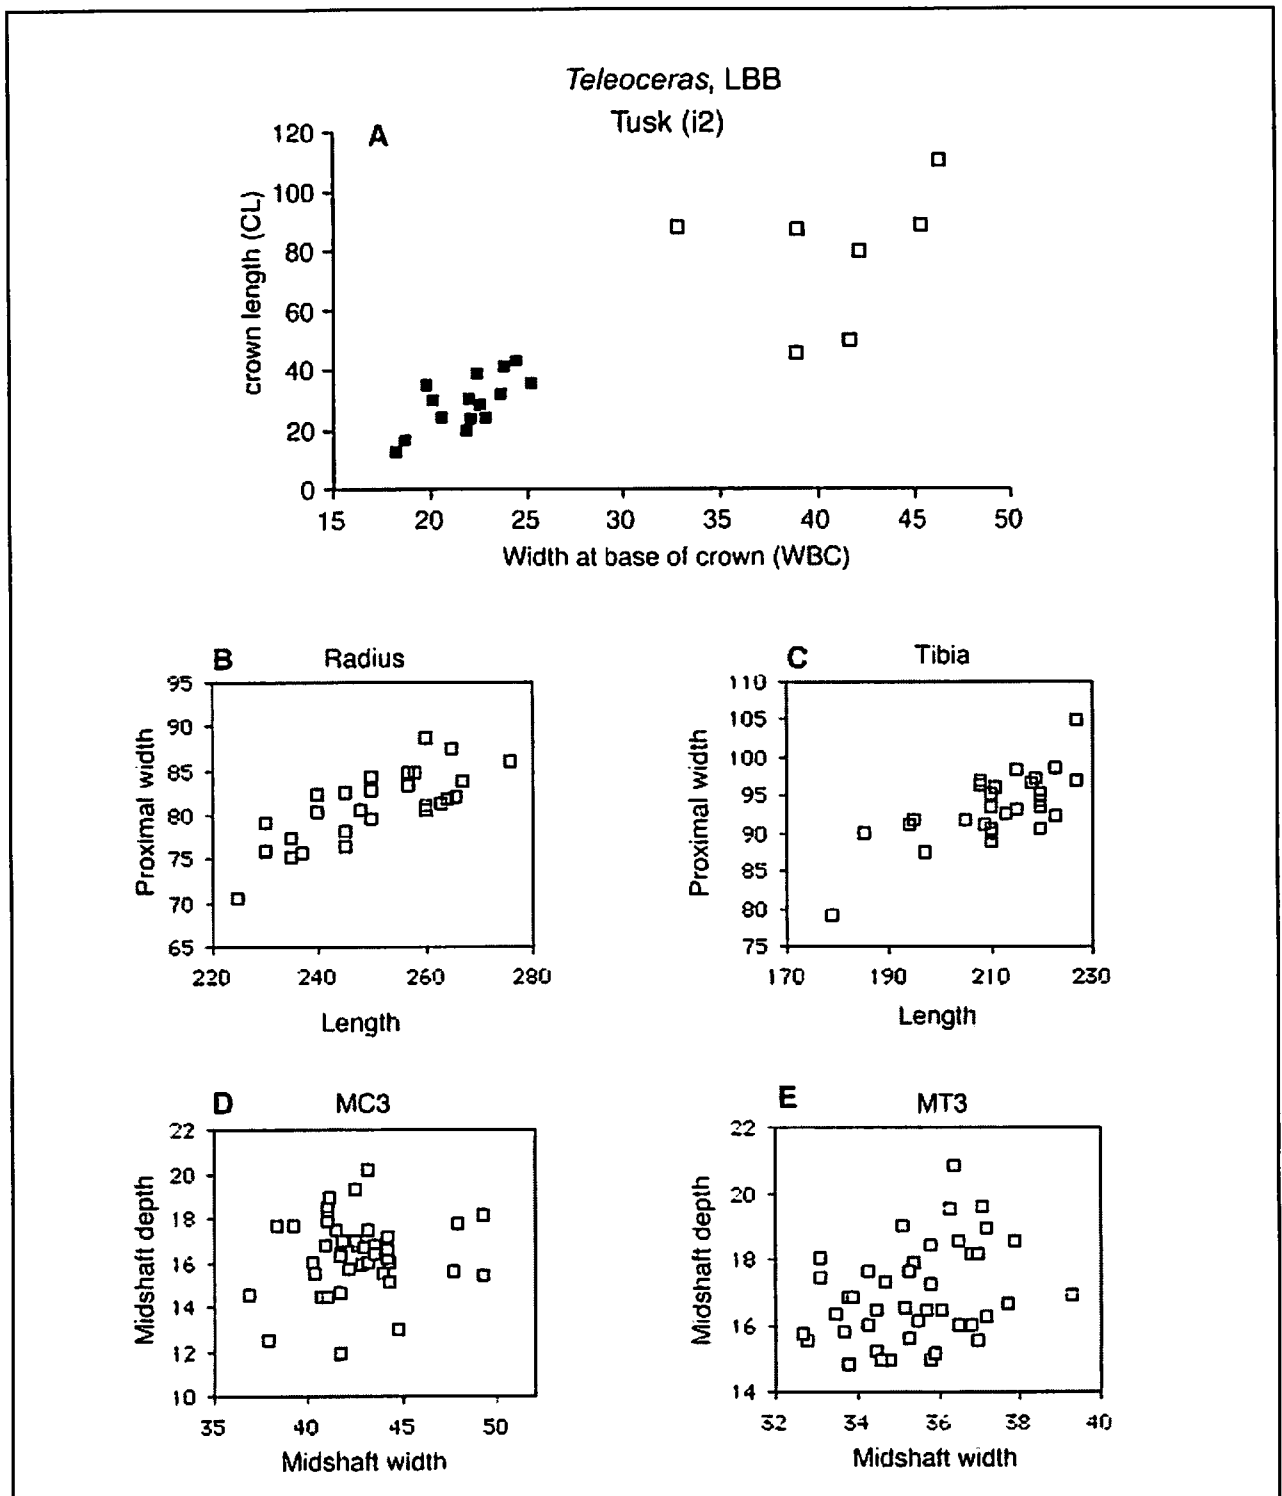 Teleoceras, LBB
Tusk (i2)
A
120
100
80
60
40
20
0
crown length (CL)
15 20 25 30 35 40 45 50
Width at base of crown (WBC)
B Radius
95
90
85
80
75
70
65
Proximal width
220 240 260 280
Length
C Tibia
110
105
100
95
90
85
80
75
Proximal width
170 190 210 230
Length
D MC3
22
20
18
16
14
12
10
Midshaft depth
35 40 45 50
Midshaft width
E MT3
22
20
18
16
14
Midshaft depth
32 34 36 38 40
Midshaft width